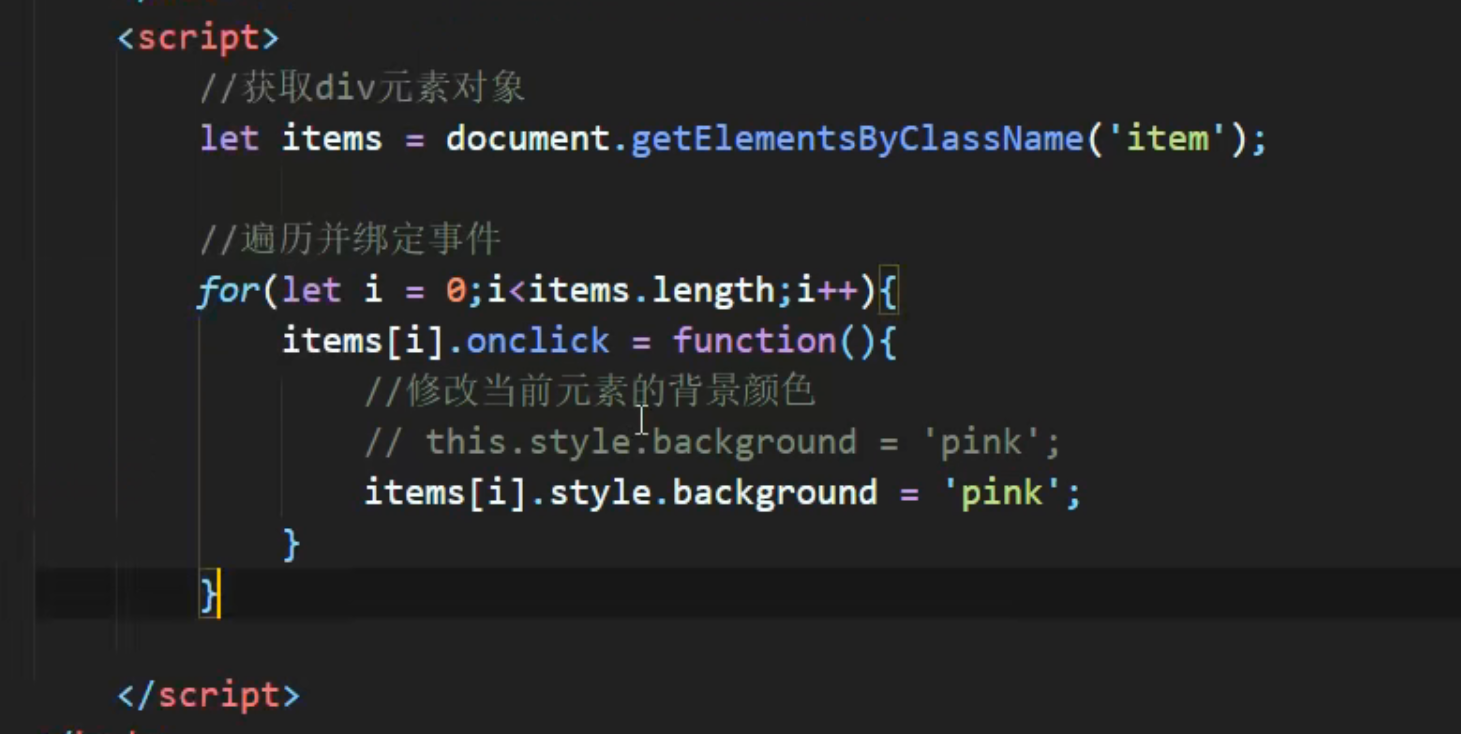 <script>
//获取div元素对象
let items = document.getElementsByClassName('item');
//遍历并绑定事件
for(let i = 0;i<items.length;i++){
items[i].onclick = function(){
//修改当前元素的背景颜色
// this.style.background = 'pink';
items[i].style.background = 'pink';
}
}
</script>